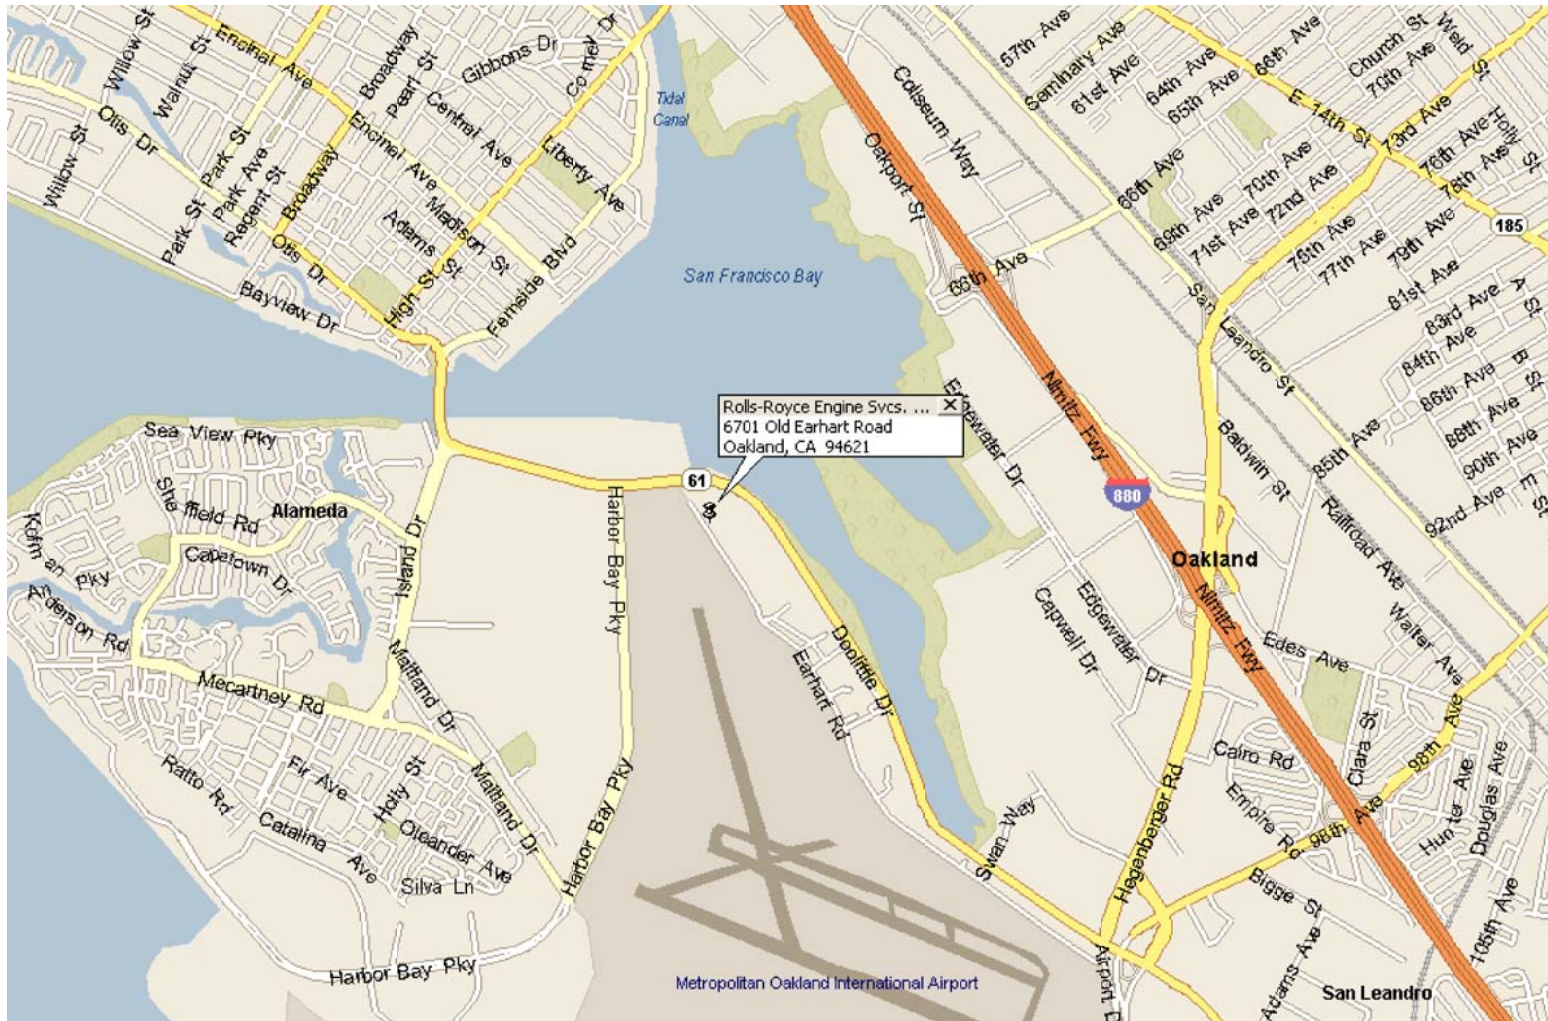 Willow St
Walnut St
Encinal Ave
Broadway
Pearl St
Gibbons Dr
Central Ave
Otis Dr
Willow St
Park St
Park Ave
Regent St
Broadway
Encinal Ave
Liberty Ave
Madison St
Adams St
Park St
Otis Dr
High St
Bayview Dr
Fernside Blvd
Tidal
Canal
San Francisco Bay
Oakport St
Coliseum Way
57th Ave
Seminary Ave
61st Ave
64th Ave
65th Ave
66th Ave
Church St
70th Ave
Weld St
E 14th St
73rd Ave
76th Ave
Holly St
78th Ave
66th Ave
69th Ave
70th Ave
71st Ave
72nd Ave
75th Ave
77th Ave
79th Ave
185
81st Ave
83rd Ave
A St
84th Ave
B St
86th Ave
88th Ave
90th Ave
E St
92nd Ave
85th Ave
66th Ave
San Leandro St
Nimitz Fwy
Edgewater Dr
Baldwin St
Railroad Ave
880
Oakland
Rolls-Royce Engine Svcs. ...
6701 Old Earhart Road
Oakland, CA 94621
61
Sea View Pky
Sheffield Rd
Alameda
Kofman Pky
Capetown Dr
Island Dr
Anderson Rd
Harbor Bay Pky
Maitland Dr
Mecartney Rd
Ratto Rd
Fir Ave
Holly St
Catalina Ave
Oleander Ave
Silva Ln
Maitland Dr
Harbor Bay Pky
Harbor Bay Pky
Earhart Rd
Doolittle Dr
Capwell Dr
Edgewater Dr
Nimitz Fwy
Edes Ave
Walter Ave
Clara St
98th Ave
Cairo Rd
Empire Rd
98th Ave
Hunter Ave
Douglas Ave
Swan Way
Hegenberger Rd
Bigge St
105th Ave
Adams Ave
Airport D
Metropolitan Oakland International Airport
San Leandro